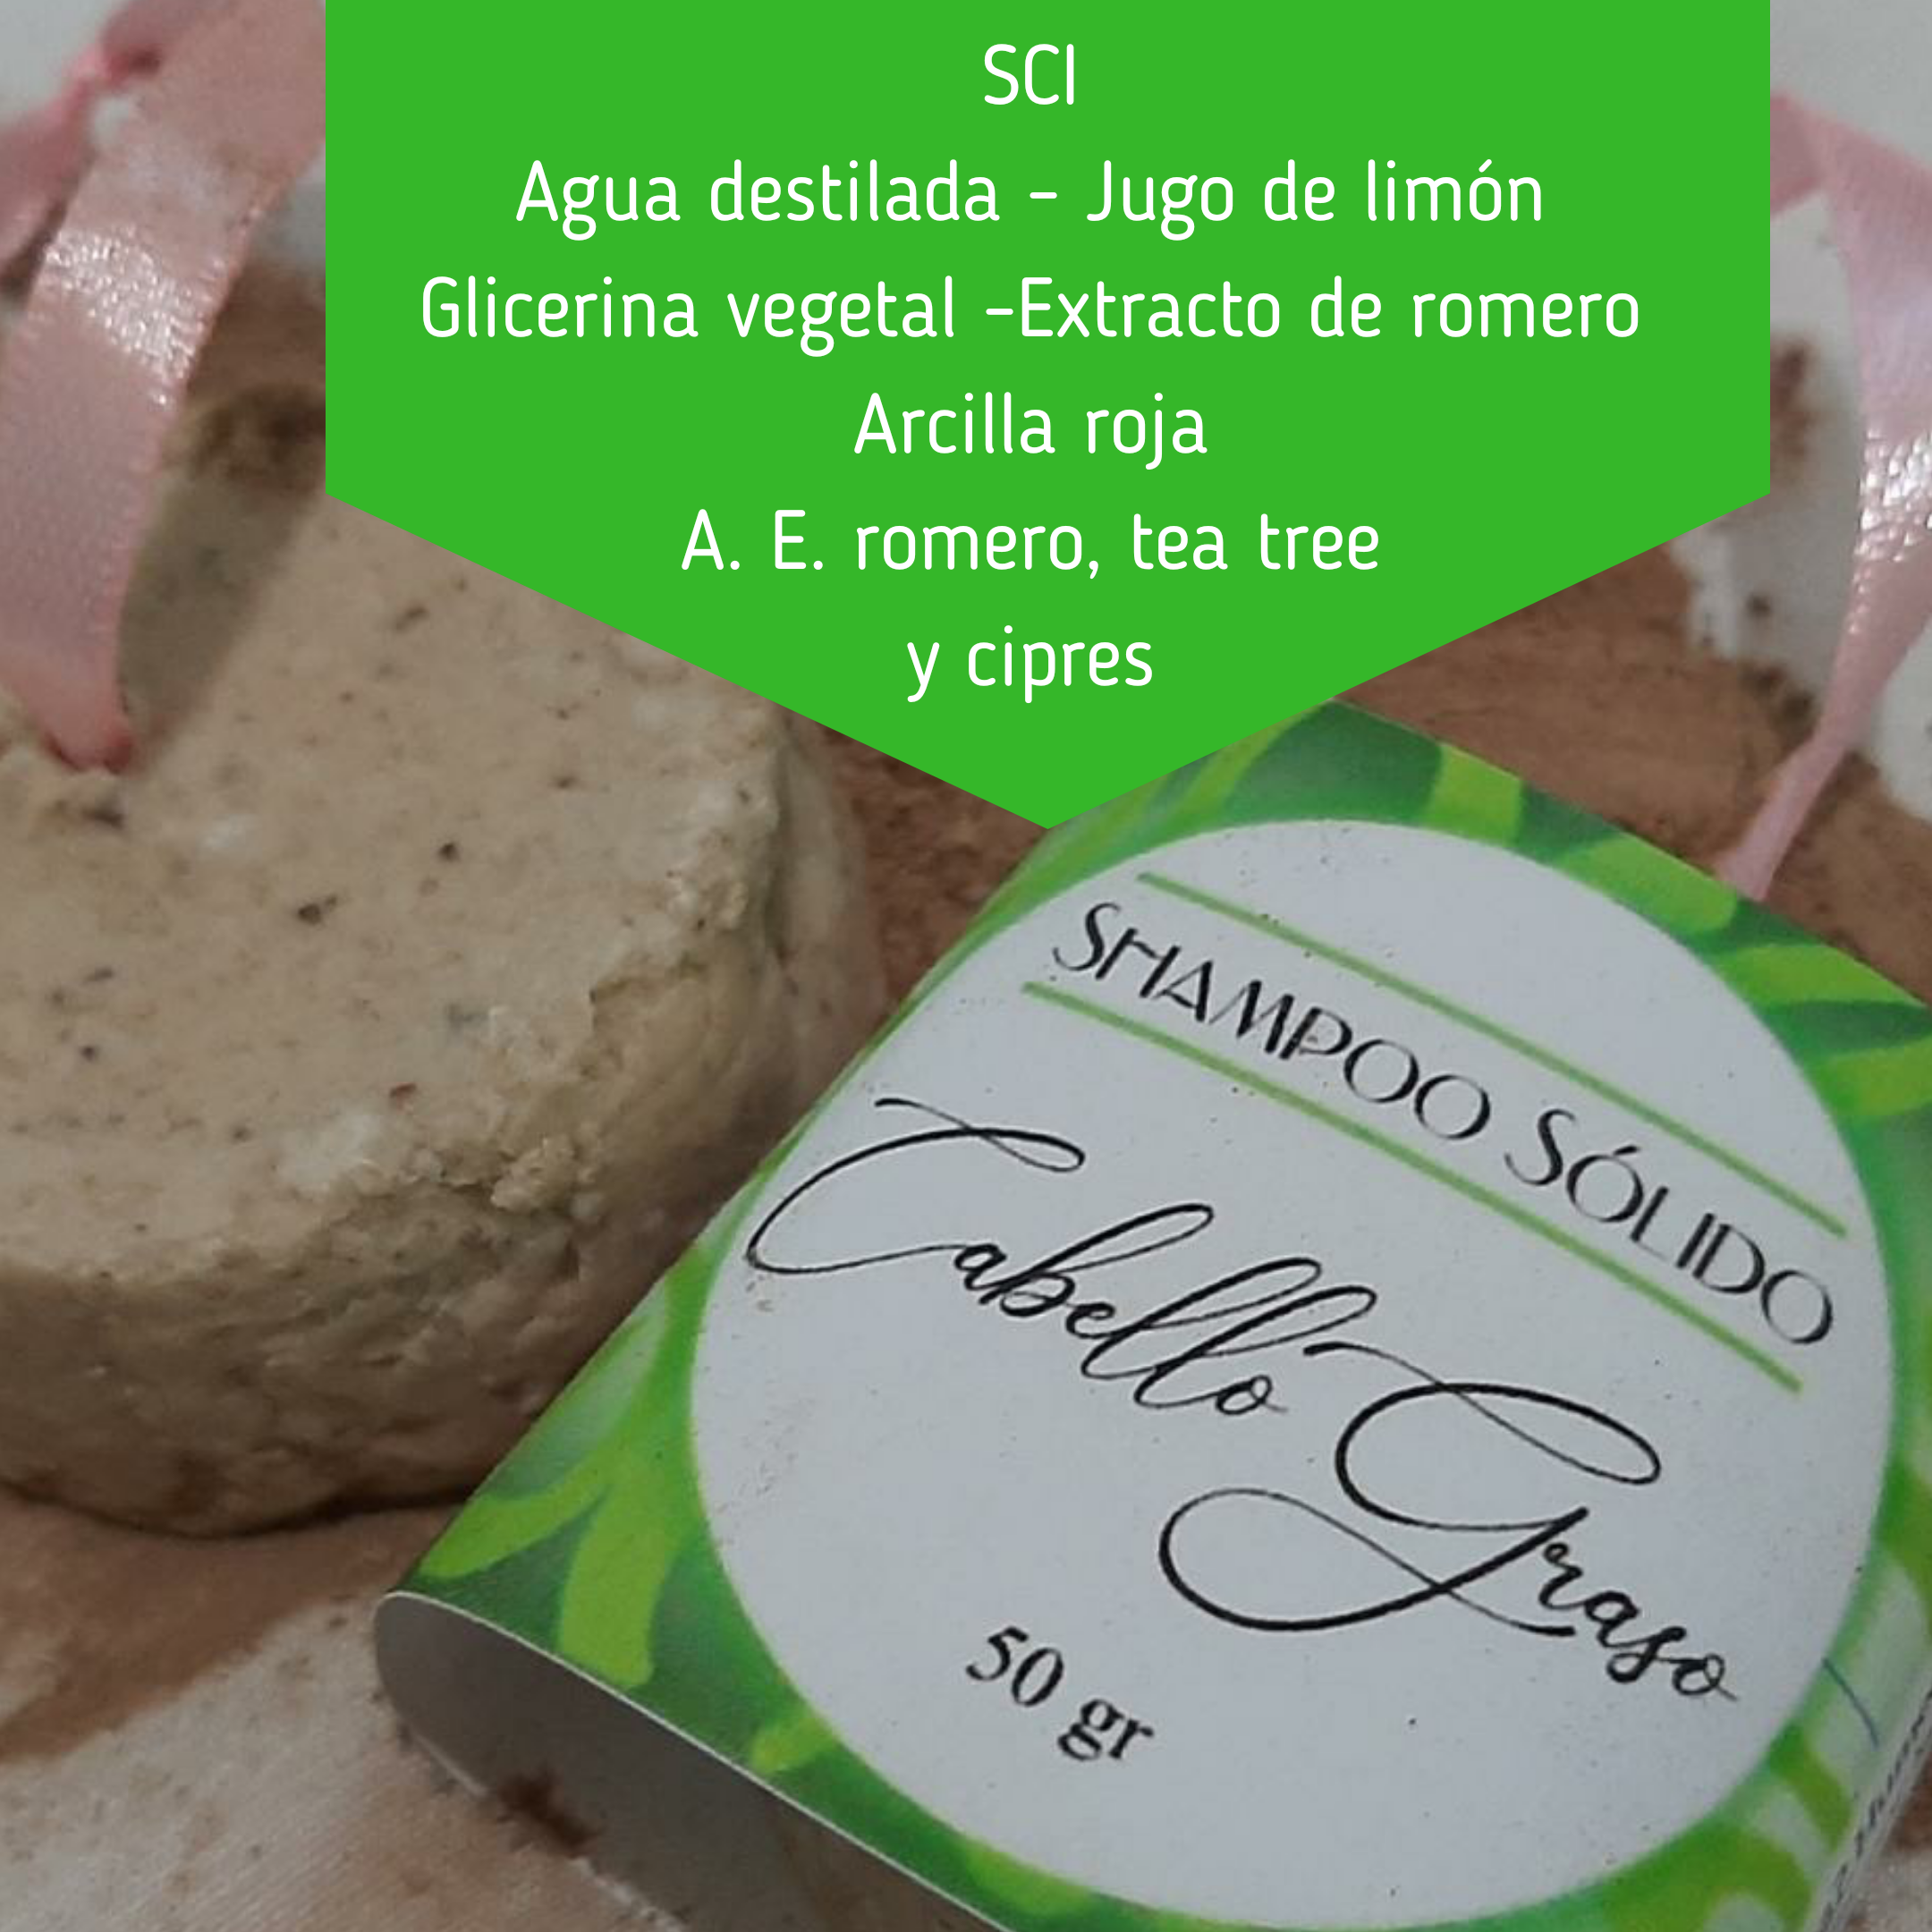 SCI
Agua destilada - Jugo de limón
Glicerina vegetal -Extracto de romero
Arcilla roja
A. E. romero, tea tree
y cipres
SHAMPOO SÓLIDO
Cabello Graso
50 gr